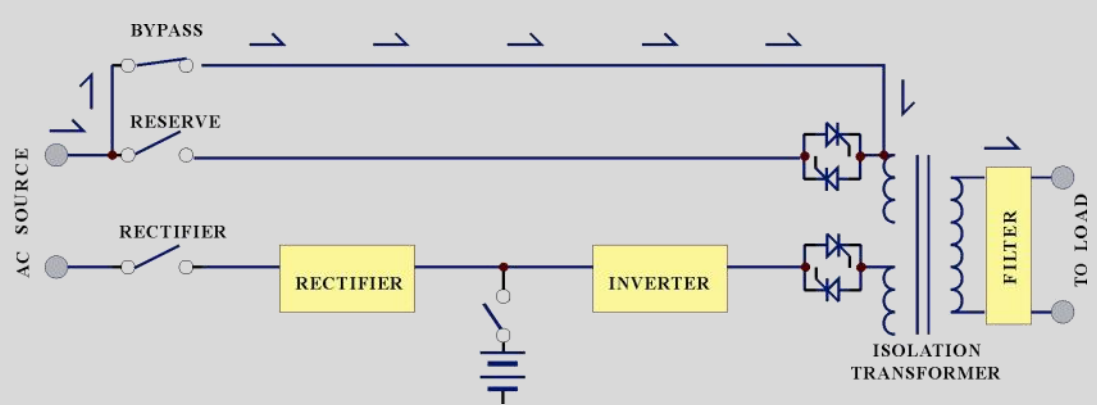 BYPASS
RESERVE
AC SOURCE
RECTIFIER
RECTIFIER
INVERTER
FILTER
TO LOAD
ISOLATION
TRANSFORMER